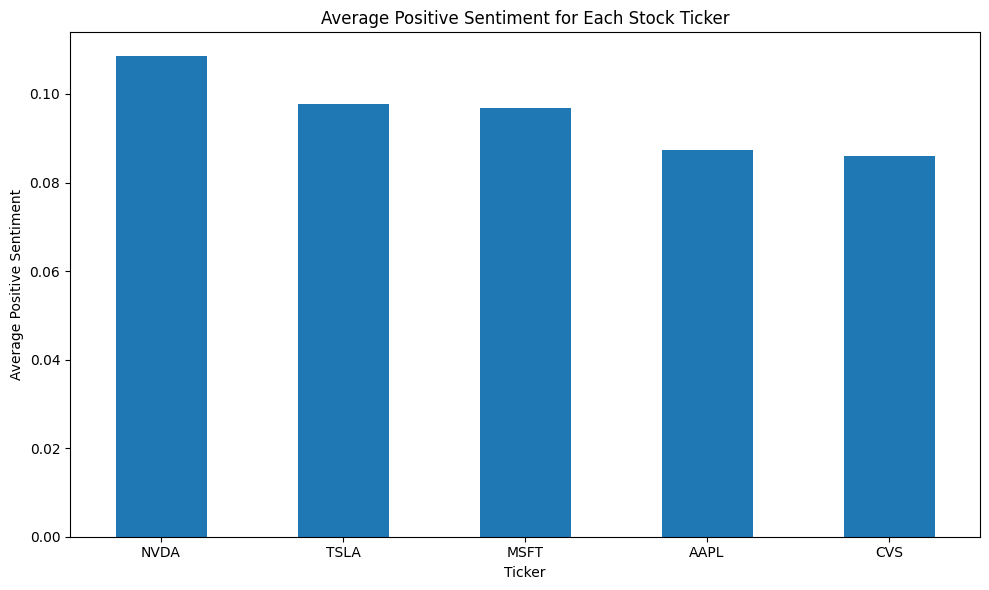 Average Positive Sentiment for Each Stock Ticker
Average Positive Sentiment
0.10
0.08
0.06
0.04
0.02
0.00
NVDA TSLA MSFT AAPL CVS
Ticker